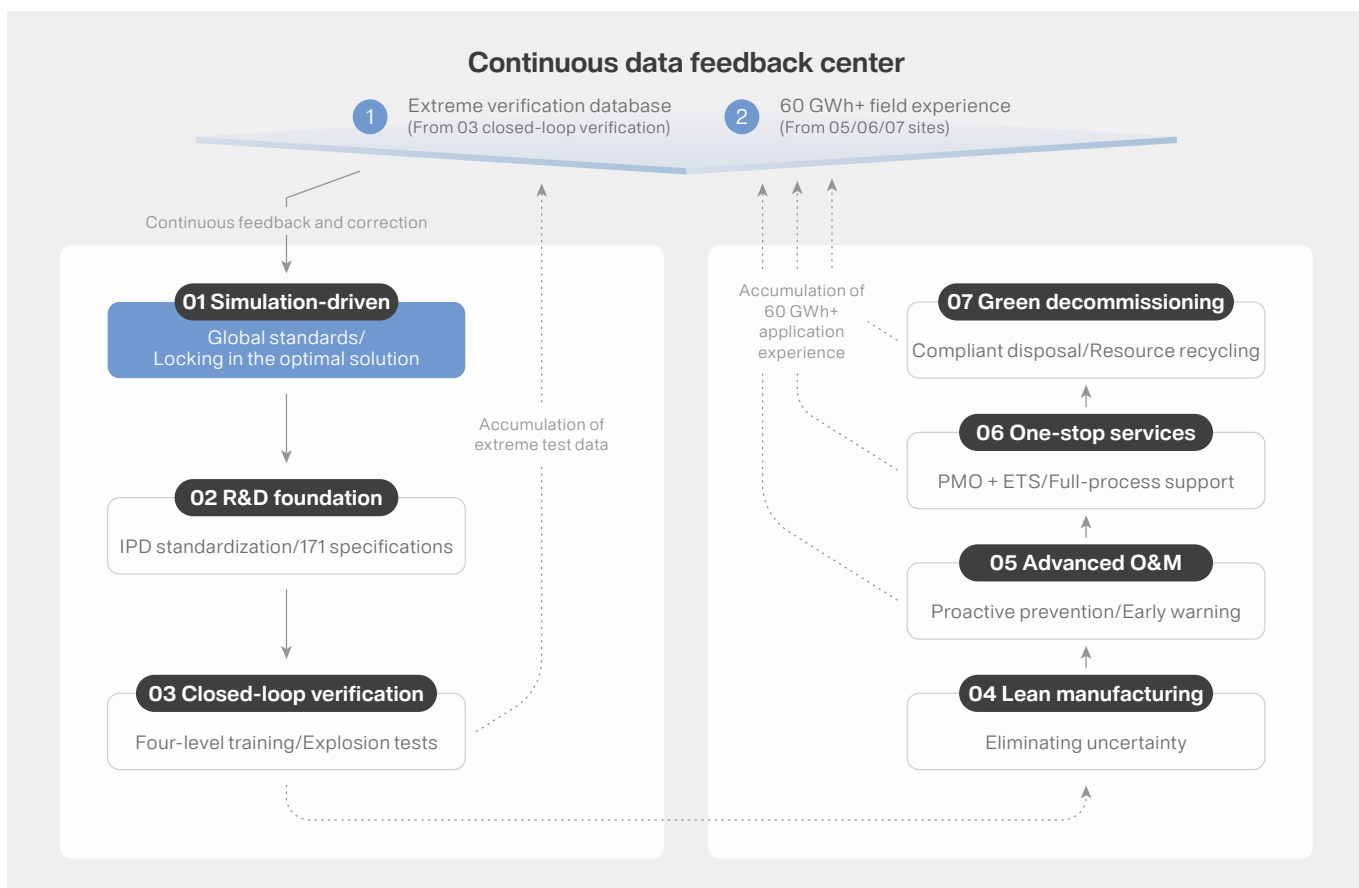 Continuous data feedback center
1
Extreme verification database
(From 03 closed-loop verification)
2
60 GWh+ field experience
(From 05/06/07 sites)
Continuous feedback and correction
01 Simulation-driven
Global standards/
Locking in the optimal solution
02 R&D foundation
IPD standardization/171 specifications
03 Closed-loop verification
Four-level training/Explosion tests
Accumulation of
extreme test data
Accumulation of
60 GWh+
application
experience
07 Green decommissioning
Compliant disposal/Resource recycling
06 One-stop services
PMO + ETS/Full-process support
05 Advanced O&M
Proactive prevention/Early warning
04 Lean manufacturing
Eliminating uncertainty